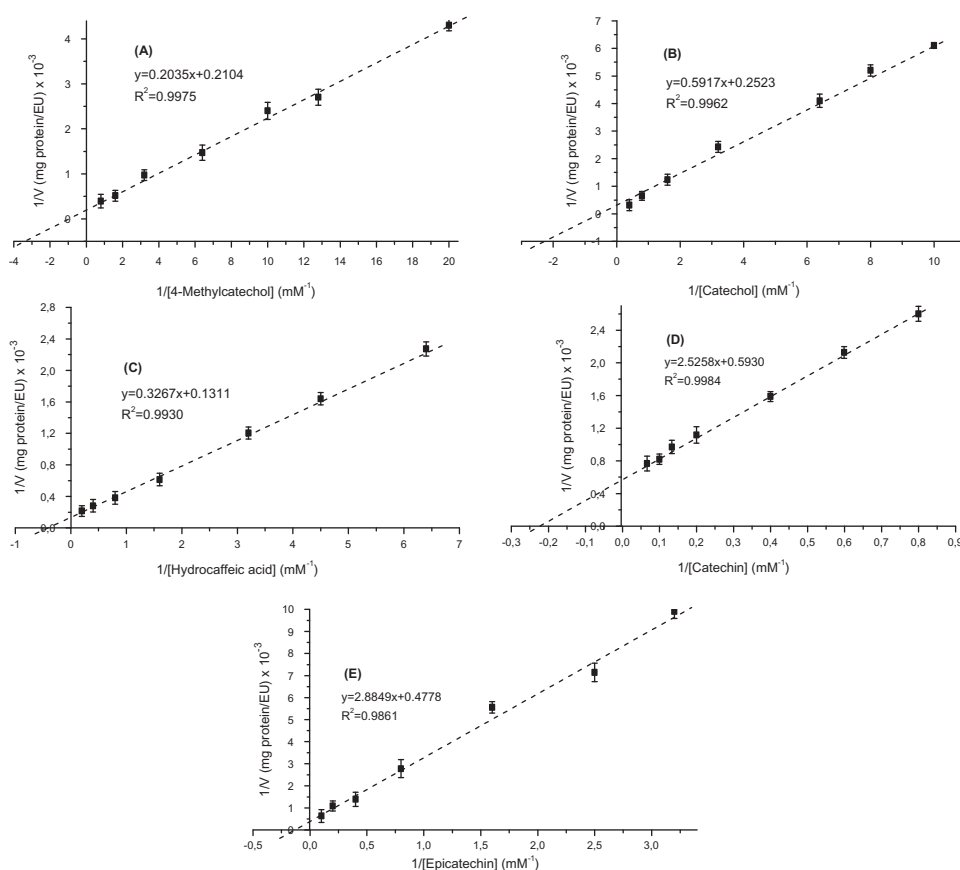 (A)
y=0.2035x+0.2104
R²=0.9975
1/V (mg protein/EU) x 10⁻³
4
3
2
1
0
-4 -2 0 2 4 6 8 10 12 14 16 18 20
1/[4-Methylcatechol] (mM⁻¹)
(B)
y=0.5917x+0.2523
R²=0.9962
1/V (mg protein/EU) x 10⁻³
7
6
5
4
3
2
1
0
-1
-2 0 2 4 6 8 10
1/[Catechol] (mM⁻¹)
(C)
y=0.3267x+0.1311
R²=0.9930
1/V (mg protein/EU) x 10⁻³
2,8
2,4
2,0
1,6
1,2
0,8
0,4
0,0
-1 0 1 2 3 4 5 6 7
1/[Hydrocaffeic acid] (mM⁻¹)
(D)
y=2.5258x+0.5930
R²=0.9984
1/V (mg protein/EU) x 10⁻³
2,4
2,0
1,6
1,2
0,8
0,4
0,0
-0,3 -0,2 -0,1 0,0 0,1 0,2 0,3 0,4 0,5 0,6 0,7 0,8 0,9
1/[Catechin] (mM⁻¹)
(E)
y=2.8849x+0.4778
R²=0.9861
1/V (mg protein/EU) x 10⁻³
10
9
8
7
6
5
4
3
2
1
0
-0,5 0,0 0,5 1,0 1,5 2,0 2,5 3,0
1/[Epicatechin] (mM⁻¹)